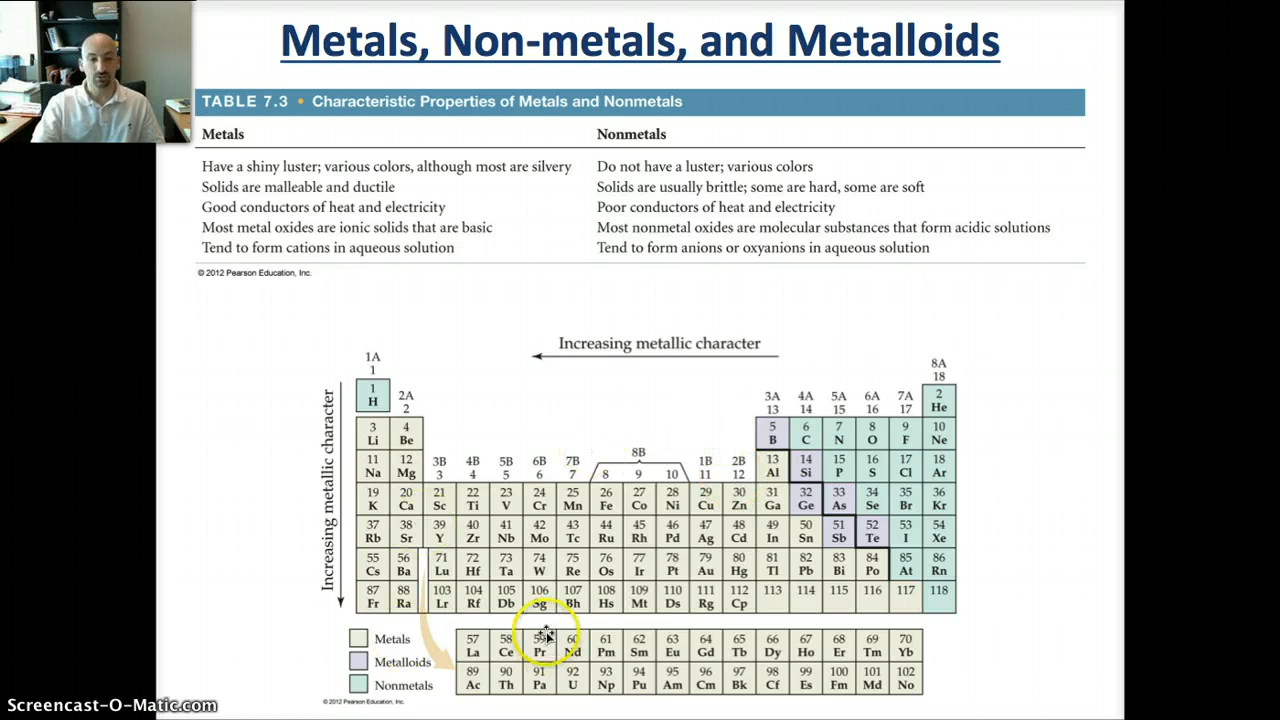 Metals, Non-metals, and Metalloids
TABLE 7.3 • Characteristic Properties of Metals and Nonmetals
Metals Nonmetals
Have a shiny luster; various colors, although most are silvery Do not have a luster; various colors
Solids are malleable and ductile Solids are usually brittle; some are hard, some are soft
Good conductors of heat and electricity Poor conductors of heat and electricity
Most metal oxides are ionic solids that are basic Most nonmetal oxides are molecular substances that form acidic solutions
Tend to form cations in aqueous solution Tend to form anions or oxyanions in aqueous solution
© 2012 Pearson Education, Inc.
Increasing metallic character
Increasing metallic character
1A 8A
1 18
1 2
H He
2A 3A 4A 5A 6A 7A
2 13 14 15 16 17
3 4 5 6 7 8 9 10
Li Be B C N O F Ne
8B
3B 4B 5B 6B 7B 1B 2B
3 4 5 6 7 8 9 10 11 12
11 12 13 14 15 16 17 18
Na Mg Al Si P S Cl Ar
19 20 21 22 23 24 25 26 27 28 29 30 31 32 33 34 35 36
K Ca Sc Ti V Cr Mn Fe Co Ni Cu Zn Ga Ge As Se Br Kr
37 38 39 40 41 42 43 44 45 46 47 48 49 50 51 52 53 54
Rb Sr Y Zr Nb Mo Tc Ru Rh Pd Ag Cd In Sn Sb Te I Xe
55 56 71 72 73 74 75 76 77 78 79 80 81 82 83 84 85 86
Cs Ba Lu Hf Ta W Re Os Ir Pt Au Hg Tl Pb Bi Po At Rn
87 88 103 104 105 106 107 108 109 110 111 112 113 114 115 116 117 118
Fr Ra Lr Rf Db Sg Bh Hs Mt Ds Rg Cp
Metals
Metalloids
Nonmetals
57 58 59 60 61 62 63 64 65 66 67 68 69 70
La Ce Pr Nd Pm Sm Eu Gd Tb Dy Ho Er Tm Yb
89 90 91 92 93 94 95 96 97 98 99 100 101 102
Ac Th Pa U Np Pu Am Cm Bk Cf Es Fm Md No
© 2012 Pearson Education, Inc.
Screencast-O-Matic.com